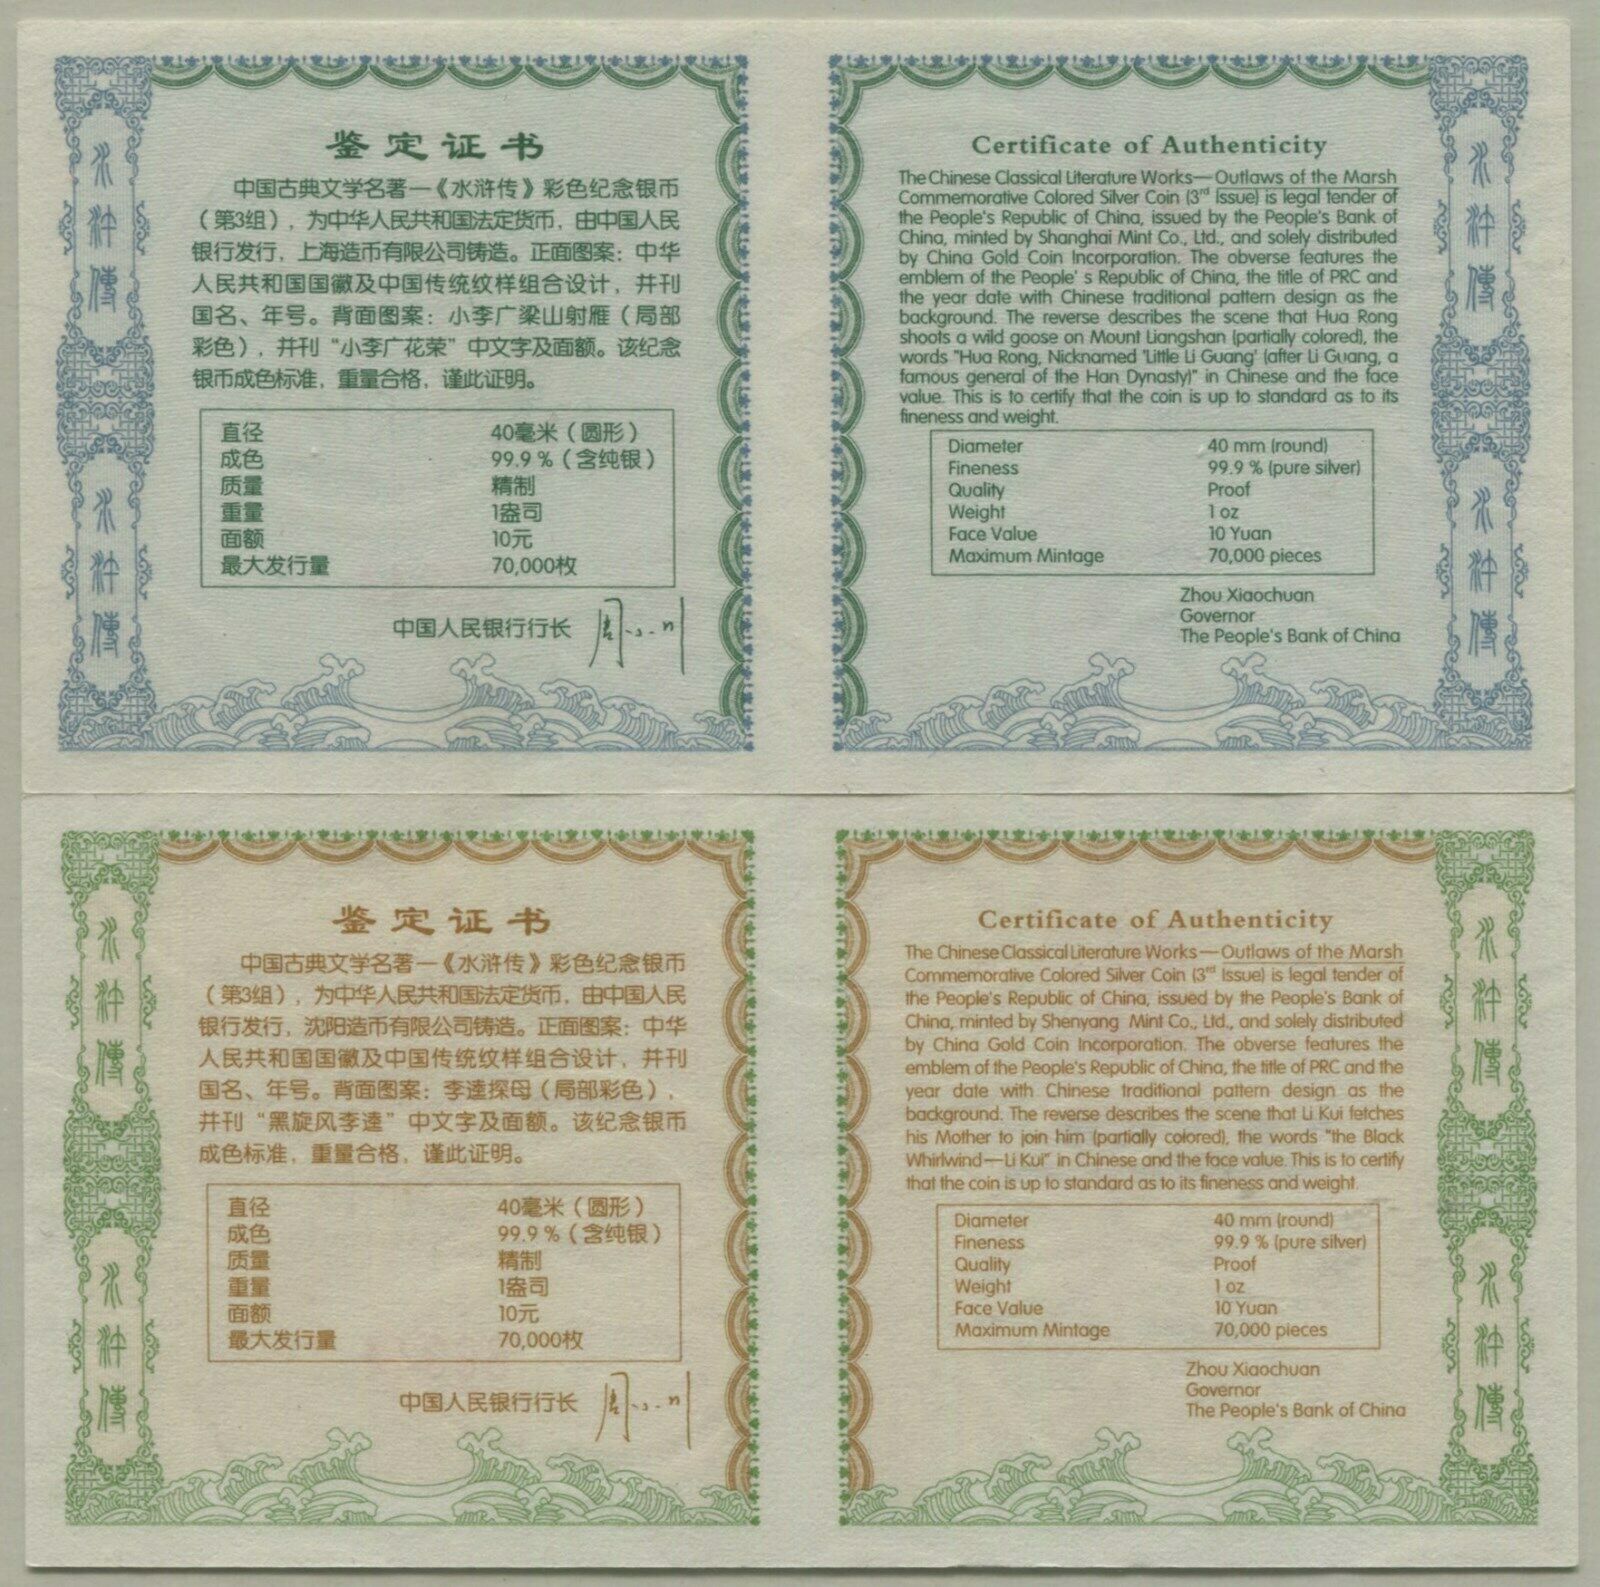 水
浒
傳
水
浒
傳
鉴定证书
中国古典文学名著—《水浒传》彩色纪念银币
（第3组），为中华人民共和国法定货币，由中国人民
银行发行，上海造币有限公司铸造。正面图案：中华
人民共和国国徽及中国传统纹样组合设计，并刊
国名、年号。背面图案：小李广梁山射雁（局部
彩色），并刊“小李广花荣”中文字及面额。该纪念
银币成色标准，重量合格，谨此证明。
直径 40毫米（圆形）
成色 99.9％（含纯银）
质量 精制
重量 1盎司
面额 10元
最大发行量 70,000枚
中国人民银行行长 周小川
Certificate of Authenticity
The Chinese Classical Literature Works—Outlaws of the Marsh
Commemorative Colored Silver Coin (3rd Issue) is legal tender of
the People's Republic of China, issued by the People's Bank of
China, minted by Shanghai Mint Co., Ltd., and solely distributed
by China Gold Coin Incorporation. The obverse features the
emblem of the People' s Republic of China, the title of PRC and
the year date with Chinese traditional pattern design as the
background. The reverse describes the scene that Hua Rong
shoots a wild goose on Mount Liangshan (partially colored), the
words "Hua Rong, Nicknamed 'Little Li Guang' (after Li Guang, a
famous general of the Han Dynasty)" in Chinese and the face
value. This is to certify that the coin is up to standard as to its
fineness and weight.
Diameter 40 mm (round)
Fineness 99.9 % (pure silver)
Quality Proof
Weight 1 oz
Face Value 10 Yuan
Maximum Mintage 70,000 pieces
Zhou Xiaochuan
Governor
The People's Bank of China
水
浒
傳
水
浒
傳
水
浒
傳
水
浒
傳
鉴定证书
中国古典文学名著—《水浒传》彩色纪念银币
（第3组），为中华人民共和国法定货币，由中国人民
银行发行，沈阳造币有限公司铸造。正面图案：中华
人民共和国国徽及中国传统纹样组合设计，并刊
国名、年号。背面图案：李逵探母（局部彩色），
并刊“黑旋风李逵”中文字及面额。该纪念银币
成色标准，重量合格，谨此证明。
直径 40毫米（圆形）
成色 99.9％（含纯银）
质量 精制
重量 1盎司
面额 10元
最大发行量 70,000枚
中国人民银行行长 周小川
Certificate of Authenticity
The Chinese Classical Literature Works—Outlaws of the Marsh
Commemorative Colored Silver Coin (3rd Issue) is legal tender of
the People's Republic of China, issued by the People's Bank of
China, minted by Shenyang Mint Co., Ltd., and solely distributed
by China Gold Coin Incorporation. The obverse features the
emblem of the People's Republic of China, the title of PRC and the
year date with Chinese traditional pattern design as the
background. The reverse describes the scene that Li Kui fetches
his Mother to join him (partially colored), the words "the Black
Whirlwind—Li Kui" in Chinese and the face value. This is to certify
that the coin is up to standard as to its fineness and weight.
Diameter 40 mm (round)
Fineness 99.9 % (pure silver)
Quality Proof
Weight 1 oz
Face Value 10 Yuan
Maximum Mintage 70,000 pieces
Zhou Xiaochuan
Governor
The People's Bank of China
水
浒
傳
水
浒
傳